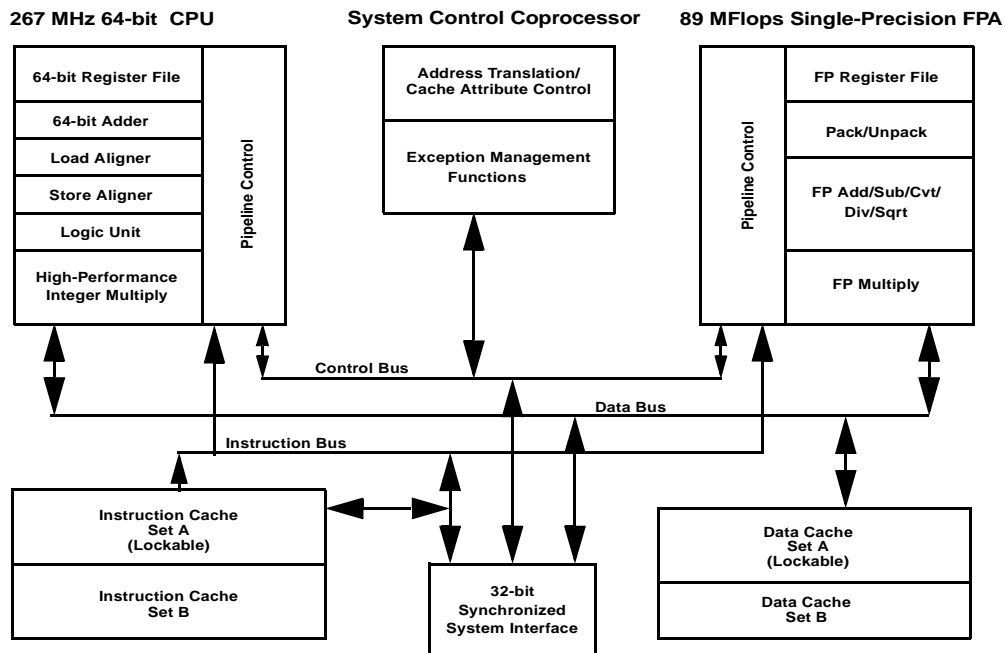 267 MHz 64-bit CPU
System Control Coprocessor
89 MFlops Single-Precision FPA
64-bit Register File
64-bit Adder
Load Aligner
Store Aligner
Logic Unit
High-Performance
Integer Multiply
Pipeline Control
Address Translation/
Cache Attribute Control
Exception Management
Functions
Pipeline Control
FP Register File
Pack/Unpack
FP Add/Sub/Cvt/
Div/Sqrt
FP Multiply
Control Bus
Data Bus
Instruction Bus
Instruction Cache
Set A
(Lockable)
Instruction Cache
Set B
32-bit
Synchronized
System Interface
Data Cache
Set A
(Lockable)
Data Cache
Set B